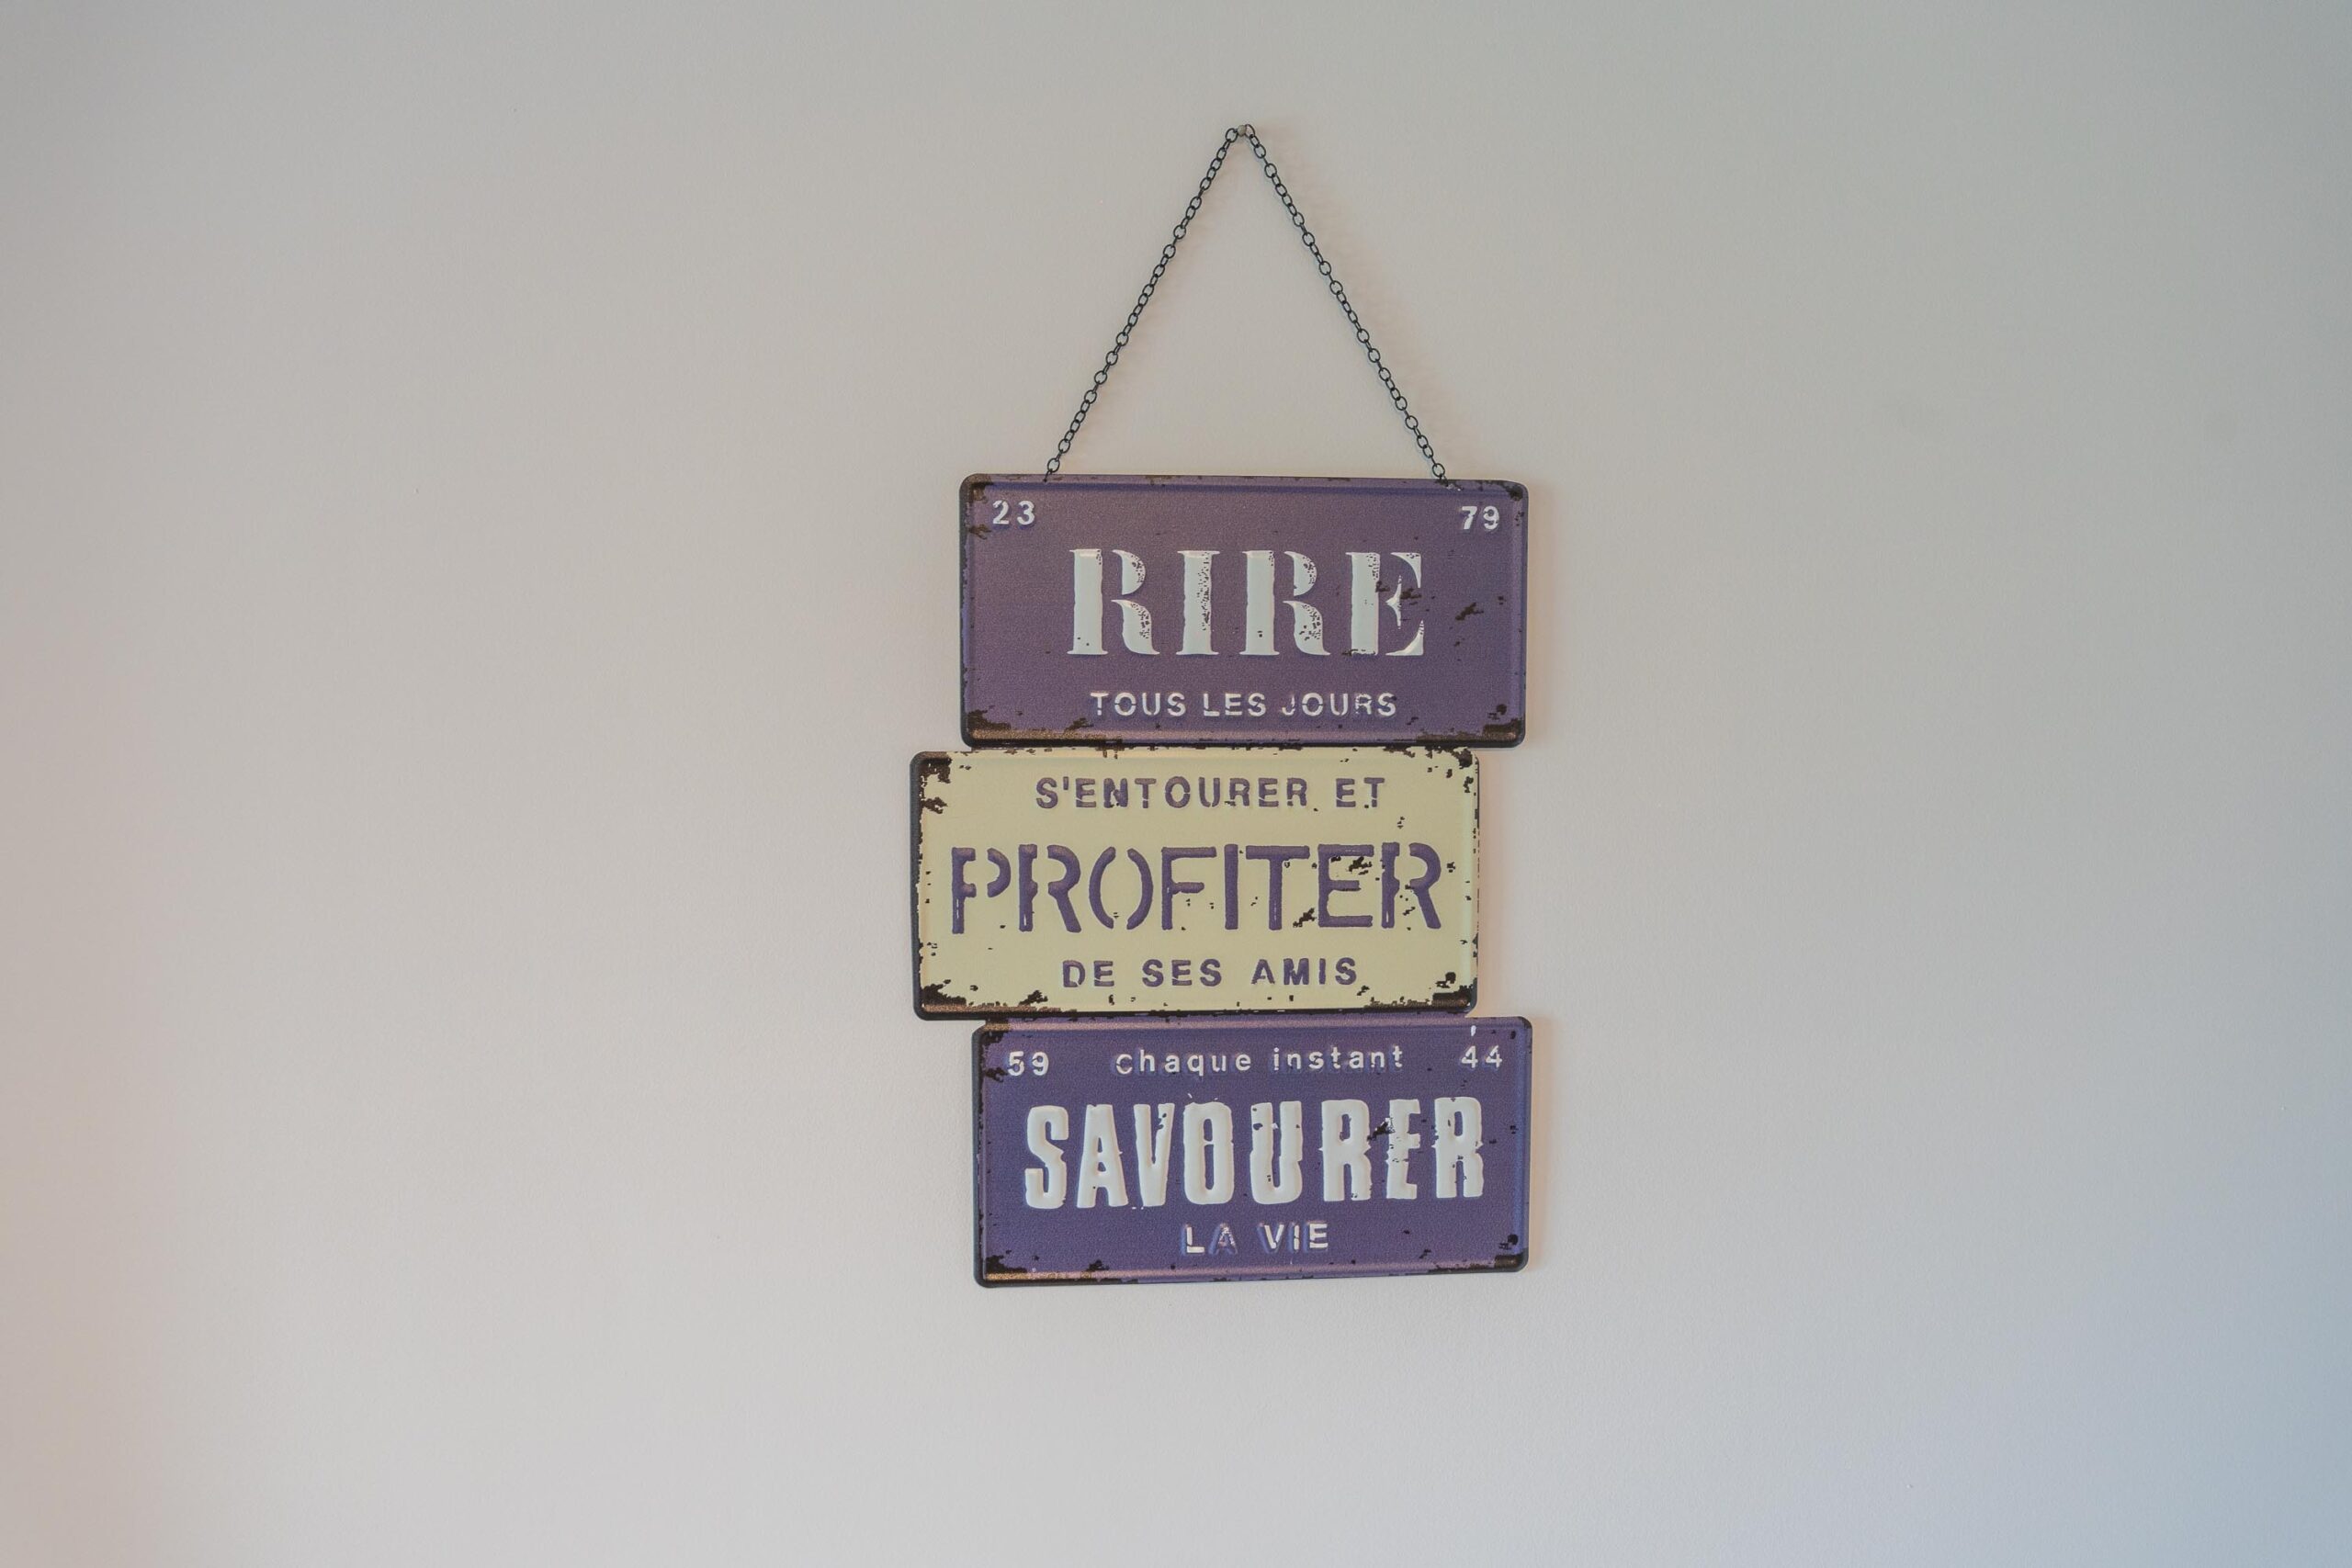 23 79
RIRE
TOUS LES JOURS
S'ENTOURER ET
PROFITER
DE SES AMIS
59 chaque instant 44
SAVOURER
LA VIE